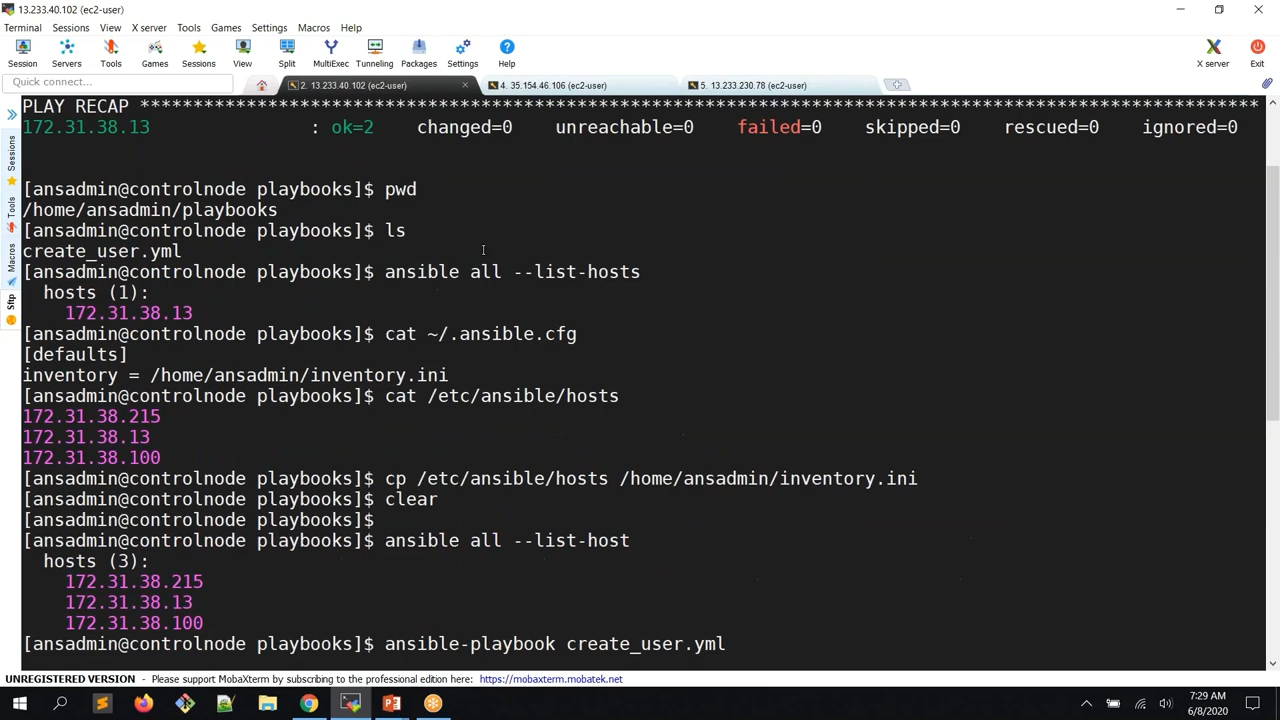 13.233.40.102 (ec2-user)
Terminal Sessions View X server Tools Games Settings Macros Help
Session Servers Tools Games Sessions View Split MultiExec Tunneling Packages Settings Help X server Exit
Quick connect...
2. 13.233.40.102 (ec2-user)
4. 35.154.46.106 (ec2-user)
5. 13.233.230.78 (ec2-user)
Sessions
Tools
Macros
Sftp
PLAY RECAP *********************************************************************************************************
172.31.38.13 : ok=2 changed=0 unreachable=0 failed=0 skipped=0 rescued=0 ignored=0
[ansadmin@controlnode playbooks]$ pwd
/home/ansadmin/playbooks
[ansadmin@controlnode playbooks]$ ls
create_user.yml
[ansadmin@controlnode playbooks]$ ansible all --list-hosts
hosts (1):
172.31.38.13
[ansadmin@controlnode playbooks]$ cat ~/.ansible.cfg
[defaults]
inventory = /home/ansadmin/inventory.ini
[ansadmin@controlnode playbooks]$ cat /etc/ansible/hosts
172.31.38.215
172.31.38.13
172.31.38.100
[ansadmin@controlnode playbooks]$ cp /etc/ansible/hosts /home/ansadmin/inventory.ini
[ansadmin@controlnode playbooks]$ clear
[ansadmin@controlnode playbooks]$
[ansadmin@controlnode playbooks]$ ansible all --list-host
hosts (3):
172.31.38.215
172.31.38.13
172.31.38.100
[ansadmin@controlnode playbooks]$ ansible-playbook create_user.yml
UNREGISTERED VERSION - Please support MobaXterm by subscribing to the professional edition here: https://mobaxterm.mobatek.net
7:29 AM
6/8/2020